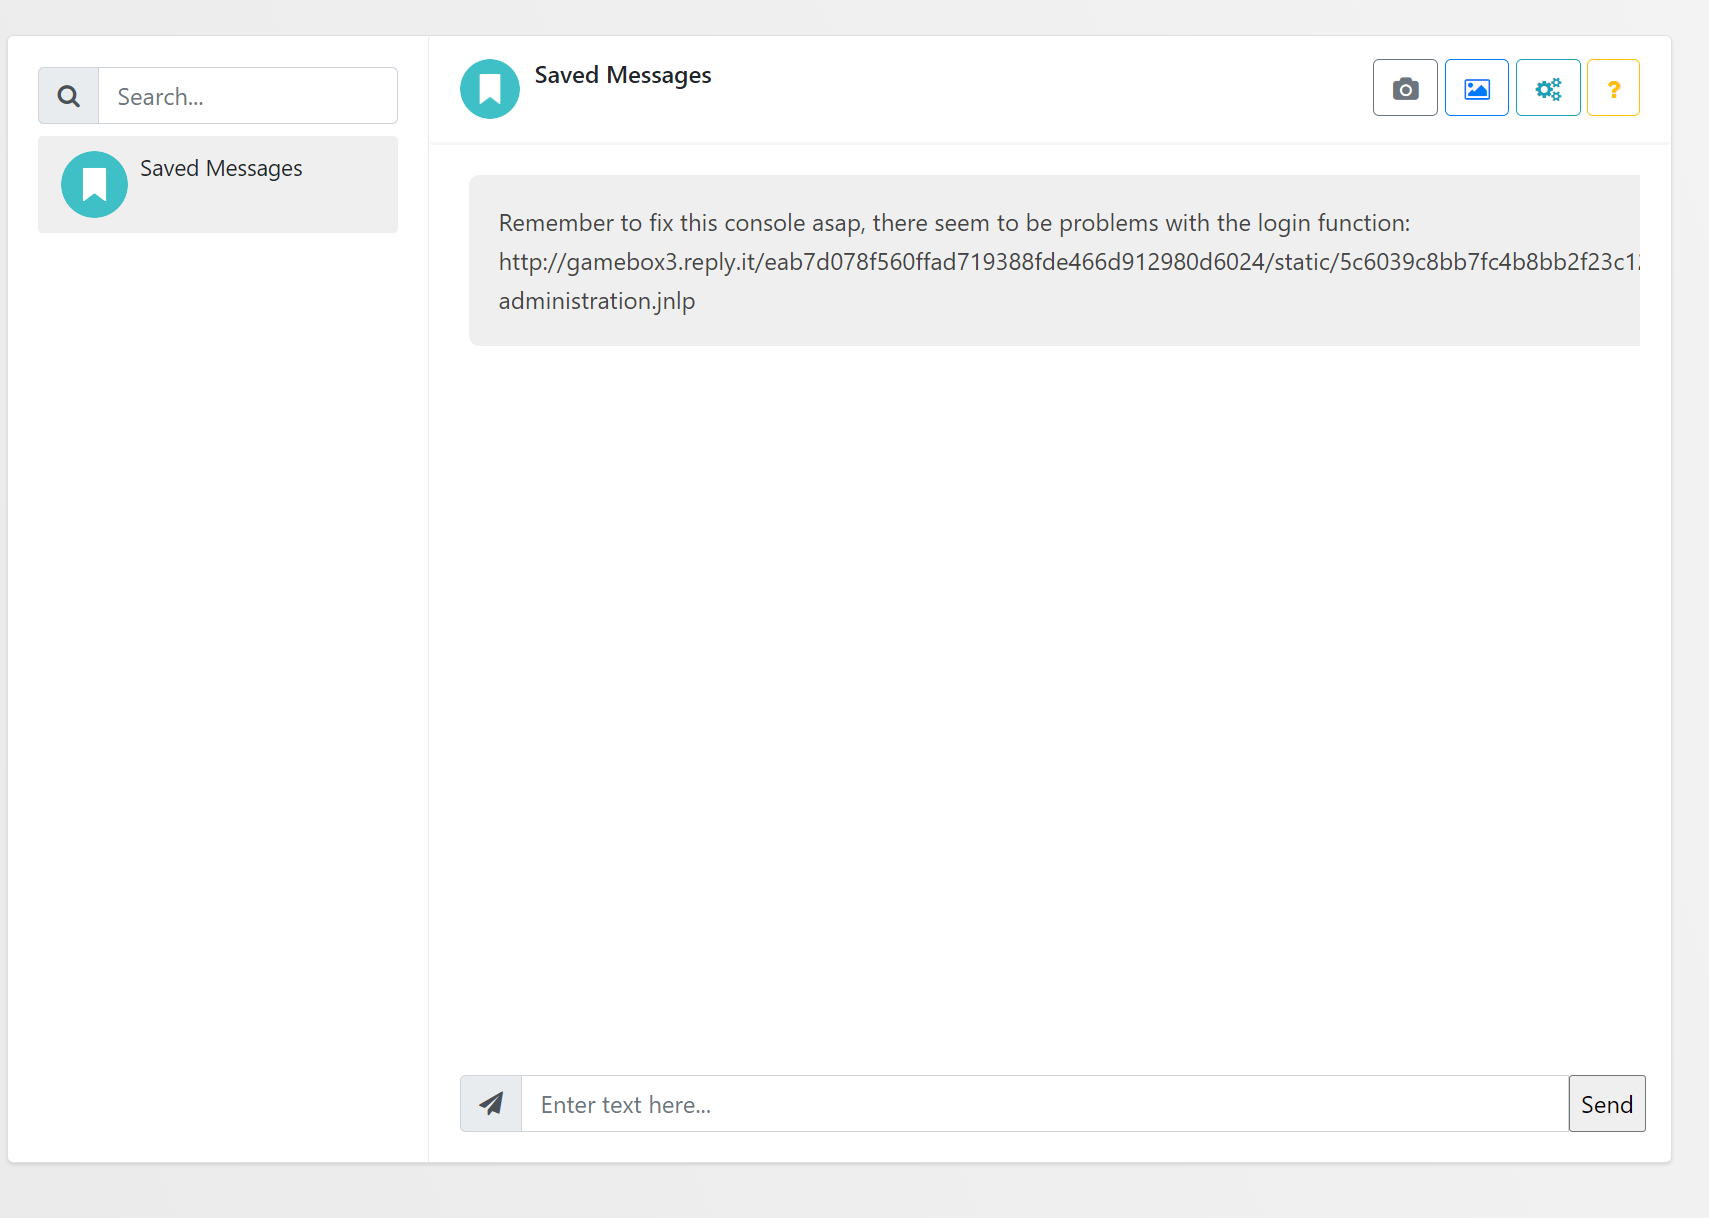 Search...
Saved Messages
Saved Messages
?
Remember to fix this console asap, there seem to be problems with the login function:
http://gamebox3.reply.it/eab7d078f560ffad719388fde466d912980d6024/static/5c6039c8bb7fc4b8bb2f23c1
administration.jnlp
Enter text here...
Send